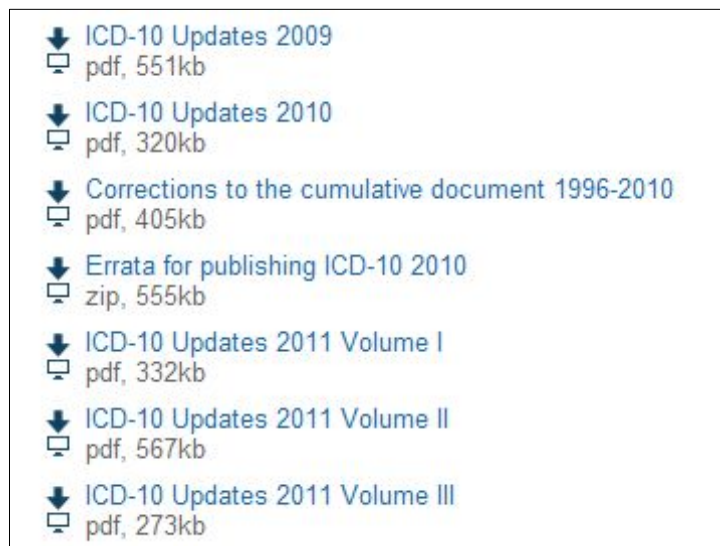 ICD-10 Updates 2009
pdf, 551kb
ICD-10 Updates 2010
pdf, 320kb
Corrections to the cumulative document 1996-2010
pdf, 405kb
Errata for publishing ICD-10 2010
zip, 555kb
ICD-10 Updates 2011 Volume I
pdf, 332kb
ICD-10 Updates 2011 Volume II
pdf, 567kb
ICD-10 Updates 2011 Volume III
pdf, 273kb